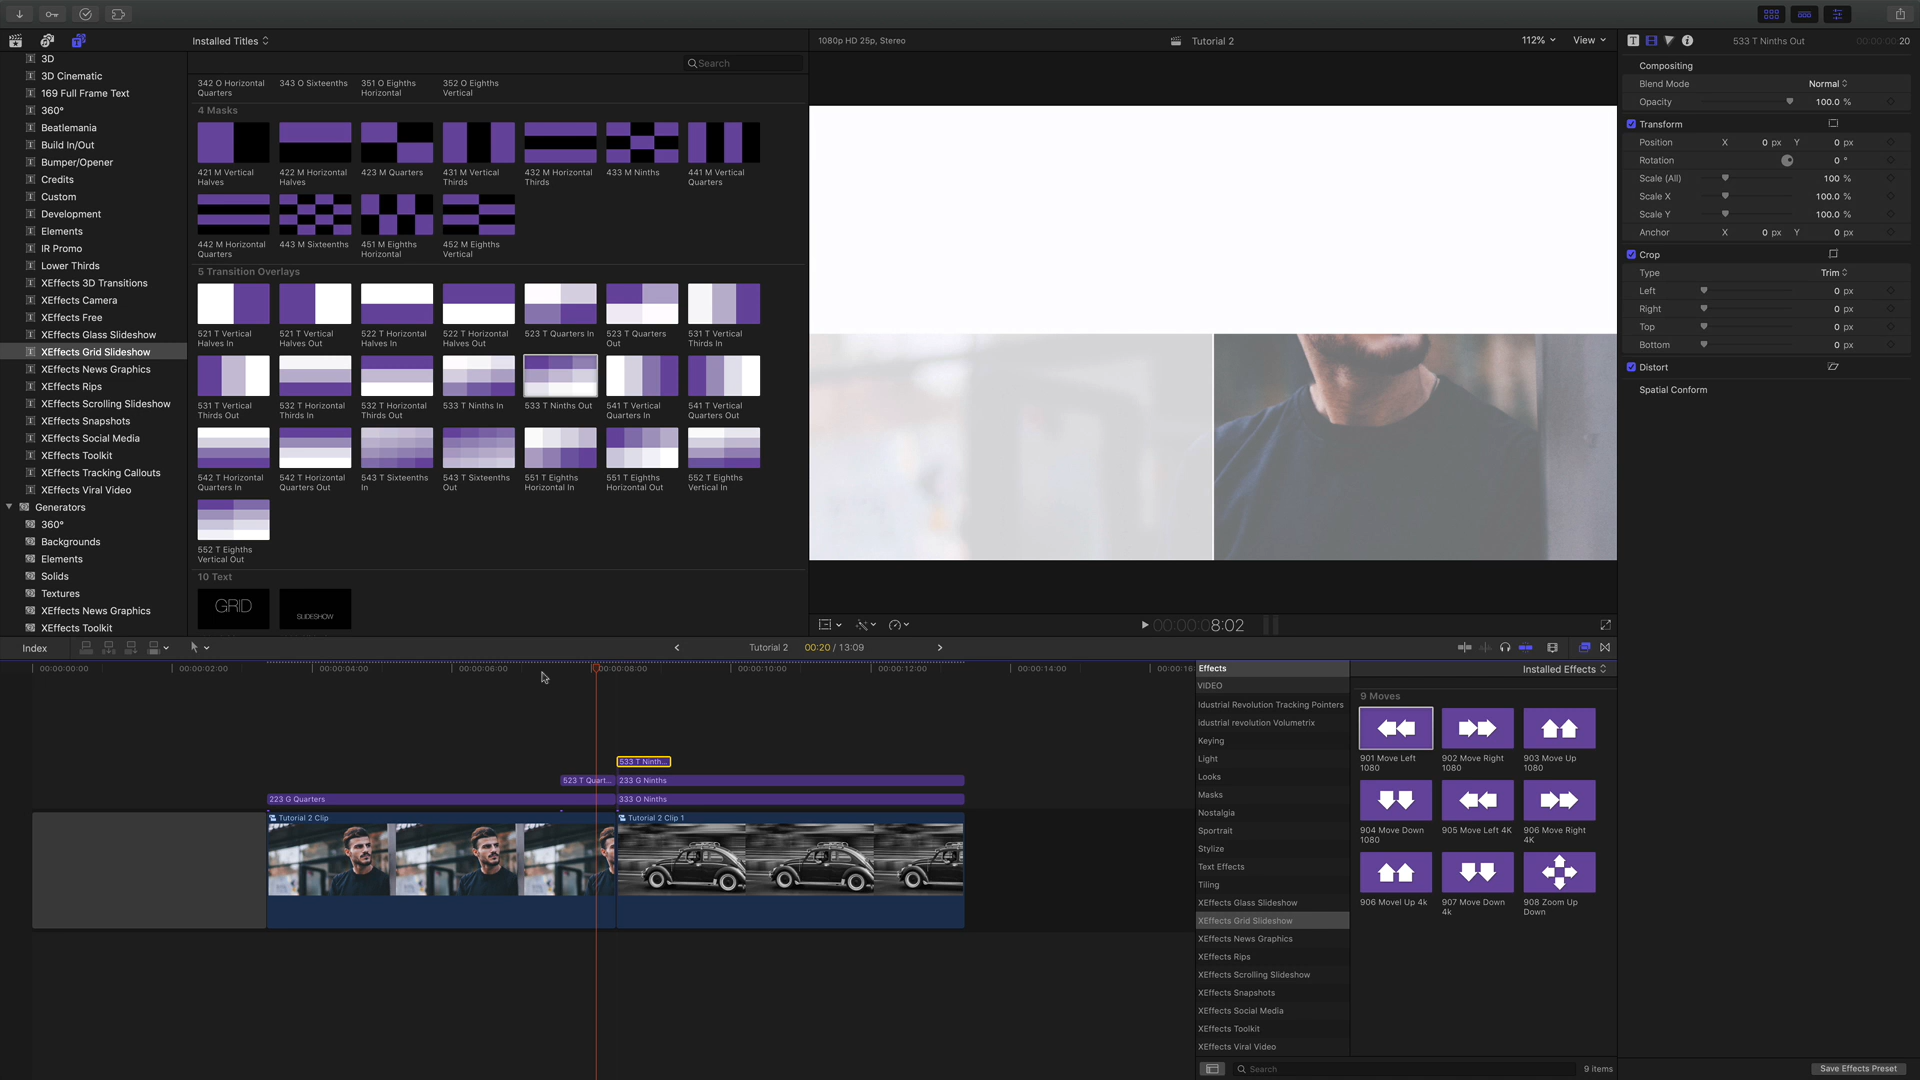 Installed Titles
1080p HD 25p, Stereo
Tutorial 2
112%
View
533 T Ninths Out
00:00:00:20
3D
3D Cinematic
169 Full Frame Text
360°
Beatlemania
Build In/Out
Bumper/Opener
Credits
Custom
Development
Elements
IR Promo
Lower Thirds
XEffects 3D Transitions
XEffects Camera
XEffects Free
XEffects Glass Slideshow
XEffects Grid Slideshow
XEffects News Graphics
XEffects Rips
XEffects Scrolling Slideshow
XEffects Snapshots
XEffects Social Media
XEffects Toolkit
XEffects Tracking Callouts
XEffects Viral Video
Generators
360°
Backgrounds
Elements
Solids
Textures
XEffects News Graphics
XEffects Toolkit
Search
342 O Horizontal Quarters
343 O Sixteenths
351 O Eighths Horizontal
352 O Eighths Vertical
4 Masks
421 M Vertical Halves
422 M Horizontal Halves
423 M Quarters
431 M Vertical Thirds
432 M Horizontal Thirds
433 M Ninths
441 M Vertical Quarters
442 M Horizontal Quarters
443 M Sixteenths
451 M Eighths Horizontal
452 M Eighths Vertical
5 Transition Overlays
521 T Vertical Halves In
521 T Vertical Halves Out
522 T Horizontal Halves In
522 T Horizontal Halves Out
523 T Quarters In
523 T Quarters Out
531 T Vertical Thirds In
531 T Vertical Thirds Out
532 T Horizontal Thirds In
532 T Horizontal Thirds Out
533 T Ninths In
533 T Ninths Out
541 T Vertical Quarters In
541 T Vertical Quarters Out
542 T Horizontal Quarters In
542 T Horizontal Quarters Out
543 T Sixteenths In
543 T Sixteenths Out
551 T Eighths Horizontal In
551 T Eighths Horizontal Out
552 T Eighths Vertical In
552 T Eighths Vertical Out
10 Text
GRID
SLIDESHOW
00:00:00:8:02
Compositing
Blend Mode Normal
Opacity 100.0 %
Transform
Position X 0 px Y 0 px
Rotation 0 °
Scale (All) 100 %
Scale X 100.0 %
Scale Y 100.0 %
Anchor X 0 px Y 0 px
Crop
Type Trim
Left 0 px
Right 0 px
Top 0 px
Bottom 0 px
Distort
Spatial Conform
Index
Tutorial 2
00:20 / 13:09
00:00:00:00
00:00:02:00
00:00:04:00
00:00:06:00
00:00:08:00
00:00:10:00
00:00:12:00
00:00:14:00
00:00:16
533 T Ninth...
523 T Quart...
233 G Ninths
223 G Quarters
333 O Ninths
Tutorial 2 Clip
Tutorial 2 Clip 1
Effects
Installed Effects
VIDEO
Idustrial Revolution Tracking Pointers
idustrial revolution Volumetrix
Keying
Light
Looks
Masks
Nostalgia
Sportrait
Stylize
Text Effects
Tiling
XEffects Glass Slideshow
XEffects Grid Slideshow
XEffects News Graphics
XEffects Rips
XEffects Scrolling Slideshow
XEffects Snapshots
XEffects Social Media
XEffects Toolkit
XEffects Viral Video
9 Moves
901 Move Left 1080
902 Move Right 1080
903 Move Up 1080
904 Move Down 1080
905 Move Left 4K
906 Move Right 4K
906 Movel Up 4k
907 Move Down 4k
908 Zoom Up Down
Search
9 items
Save Effects Preset